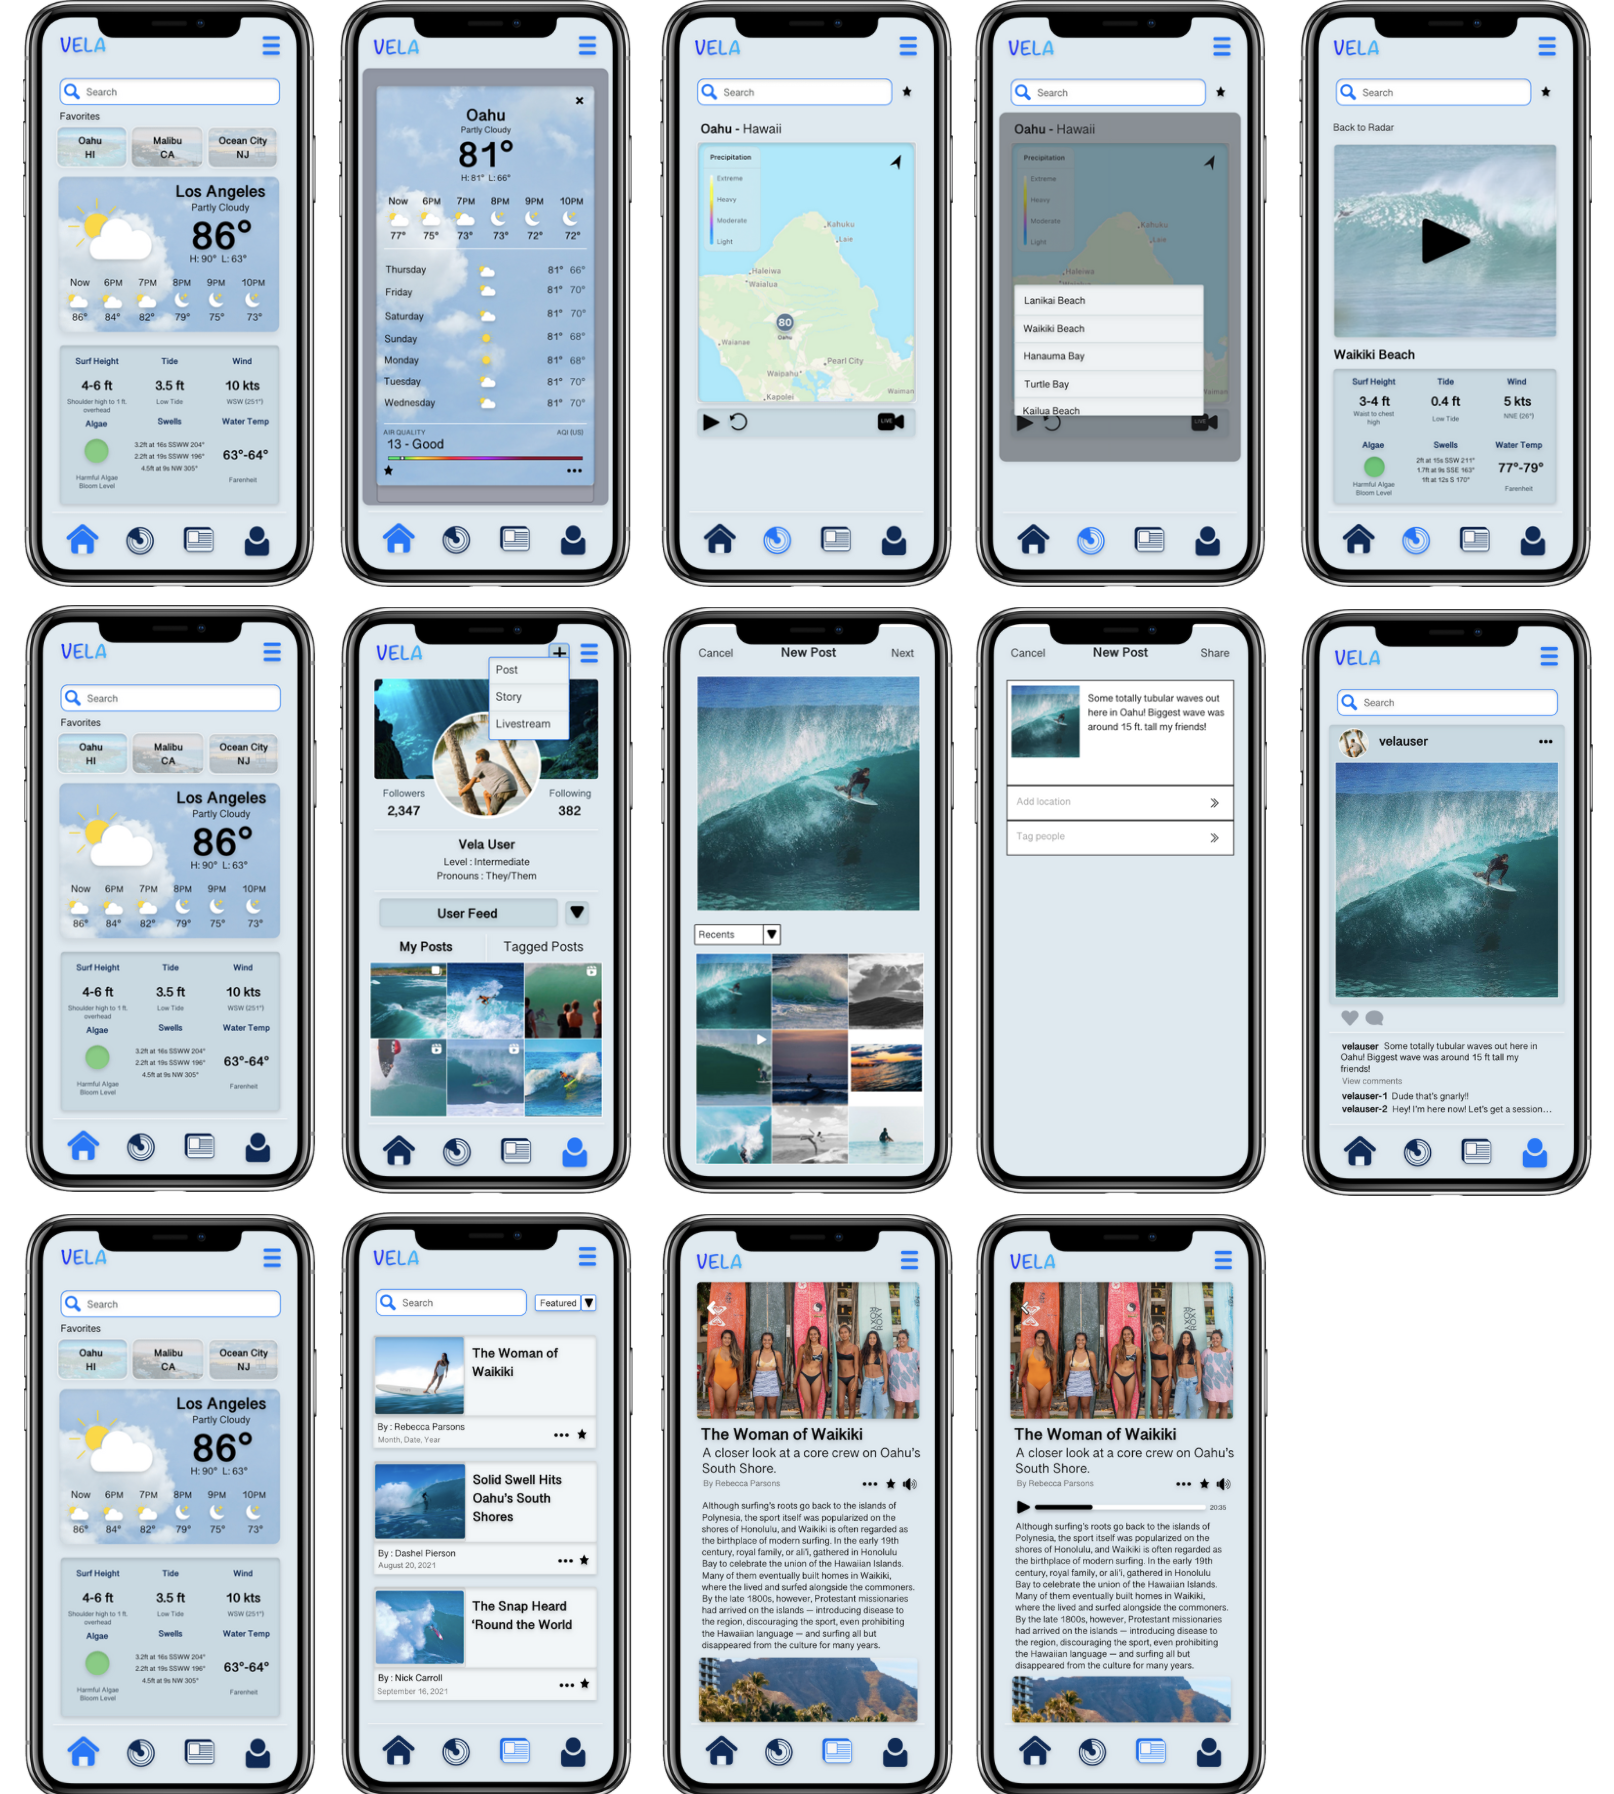 VELA
Search
Favorites
Oahu
HI
Malibu
CA
Ocean City
NJ
Los Angeles
Partly Cloudy
86°
H: 90° L: 63°
Now 6PM 7PM 8PM 9PM 10PM
86° 84° 82° 79° 75° 73°
Surf Height Tide Wind
4-6 ft 3.5 ft 10 kts
Shoulder high to 1 ft. overhead
Low Tide
WSW (251°)
Algae Swells Water Temp
3.2ft at 16s SSWW 204°
2.2ft at 19s SSWW 196°
4.5ft at 9s NW 305°
63°-64°
Harmful Algae
Bloom Level
Farenheit
VELA
Oahu
Partly Cloudy
81°
H: 81° L: 66°
Now 6PM 7PM 8PM 9PM 10PM
77° 75° 73° 73° 72° 72°
Thursday 81° 66°
Friday 81° 70°
Saturday 81° 70°
Sunday 81° 68°
Monday 81° 68°
Tuesday 81° 70°
Wednesday 81° 70°
AIR QUALITY AQI (US)
13 - Good
VELA
Search
Oahu - Hawaii
Precipitation
Extreme
Heavy
Moderate
Light
Kahuku
Laie
Haleiwa
Waialua
80
Oahu
Waianae
Pearl City
Waipahu
Waiman
Kapolei
LIVE
VELA
Search
Oahu - Hawaii
Precipitation
Extreme
Heavy
Moderate
Light
Kahuku
Laie
Haleiwa
Lanikai Beach
Waikiki Beach
Hanauma Bay
Turtle Bay
Kailua Beach
Waiman
LIVE
VELA
Search
Back to Radar
Waikiki Beach
Surf Height Tide Wind
3-4 ft 0.4 ft 5 kts
Waist to chest high
Low Tide
NNE (26°)
Algae Swells Water Temp
2ft at 15s SSW 211°
1.7ft at 9s SSE 163°
1ft at 12s S 170°
77°-79°
Harmful Algae
Bloom Level
Farenheit
VELA
Search
Favorites
Oahu
HI
Malibu
CA
Ocean City
NJ
Los Angeles
Partly Cloudy
86°
H: 90° L: 63°
Now 6PM 7PM 8PM 9PM 10PM
86° 84° 82° 79° 75° 73°
Surf Height Tide Wind
4-6 ft 3.5 ft 10 kts
Shoulder high to 1 ft. overhead
Low Tide
WSW (251°)
Algae Swells Water Temp
3.2ft at 16s SSWW 204°
2.2ft at 19s SSWW 196°
4.5ft at 9s NW 305°
63°-64°
Harmful Algae
Bloom Level
Farenheit
VELA
Post
Story
Livestream
Followers
2,347
Following
382
Vela User
Level : Intermediate
Pronouns : They/Them
User Feed
My Posts Tagged Posts
Cancel New Post Next
Recents
Cancel New Post Share
Some totally tubular waves out
here in Oahu! Biggest wave was
around 15 ft. tall my friends!
Add location
Tag people
VELA
Search
velauser
velauser Some totally tubular waves out here in
Oahu! Biggest wave was around 15 ft tall my
friends!
View comments
velauser-1 Dude that's gnarly!!
velauser-2 Hey! I'm here now! Let's get a session...
VELA
Search
Favorites
Oahu
HI
Malibu
CA
Ocean City
NJ
Los Angeles
Partly Cloudy
86°
H: 90° L: 63°
Now 6PM 7PM 8PM 9PM 10PM
86° 84° 82° 79° 75° 73°
Surf Height Tide Wind
4-6 ft 3.5 ft 10 kts
Shoulder high to 1 ft. overhead
Low Tide
WSW (251°)
Algae Swells Water Temp
3.2ft at 16s SSWW 204°
2.2ft at 19s SSWW 196°
4.5ft at 9s NW 305°
63°-64°
Harmful Algae
Bloom Level
Farenheit
VELA
Search
Featured
The Woman of
Waikiki
By : Rebecca Parsons
Month, Date, Year
Solid Swell Hits
Oahu's South
Shores
By : Dashel Pierson
August 20, 2021
The Snap Heard
'Round the World
By : Nick Carroll
September 16, 2021
VELA
ROXY
The Woman of Waikiki
A closer look at a core crew on Oahu's
South Shore.
By Rebecca Parsons
Although surfing's roots go back to the islands of
Polynesia, the sport itself was popularized on the
shores of Honolulu, and Waikiki is often regarded as
the birthplace of modern surfing. In the early 19th
century, royal family, or ali'i, gathered in Honolulu
Bay to celebrate the union of the Hawaiian Islands.
Many of them eventually built homes in Waikiki,
where the lived and surfed alongside the commoners.
By the late 1800s, however, Protestant missionaries
had arrived on the islands — introducing disease to
the region, discouraging the sport, even prohibiting
the Hawaiian language — and surfing all but
disappeared from the culture for many years.
VELA
ROXY
The Woman of Waikiki
A closer look at a core crew on Oahu's
South Shore.
By Rebecca Parsons
20:35
Although surfing's roots go back to the islands of
Polynesia, the sport itself was popularized on the
shores of Honolulu, and Waikiki is often regarded as
the birthplace of modern surfing. In the early 19th
century, royal family, or ali'i, gathered in Honolulu
Bay to celebrate the union of the Hawaiian Islands.
Many of them eventually built homes in Waikiki,
where the lived and surfed alongside the commoners.
By the late 1800s, however, Protestant missionaries
had arrived on the islands — introducing disease to
the region, discouraging the sport, even prohibiting
the Hawaiian language — and surfing all but
disappeared from the culture for many years.